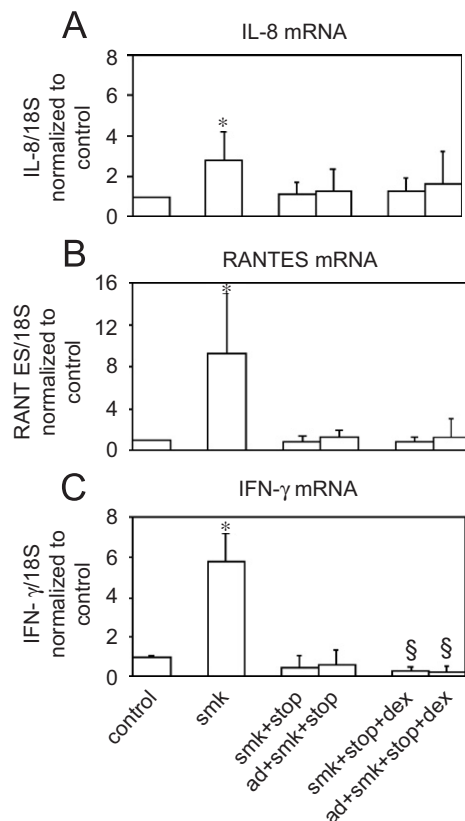 A
IL-8 mRNA
IL-8/18S
normalized to
control
8
6
4
2
0
*
B
RANTES mRNA
RANT ES/18S
normalized to
control
16
12
8
4
0
*
C
IFN-γ mRNA
IFN- γ/18S
normalized to
control
8
6
4
2
0
*
§
§
control
smk
smk+stop
ad+smk+stop
smk+stop+dex
ad+smk+stop+dex